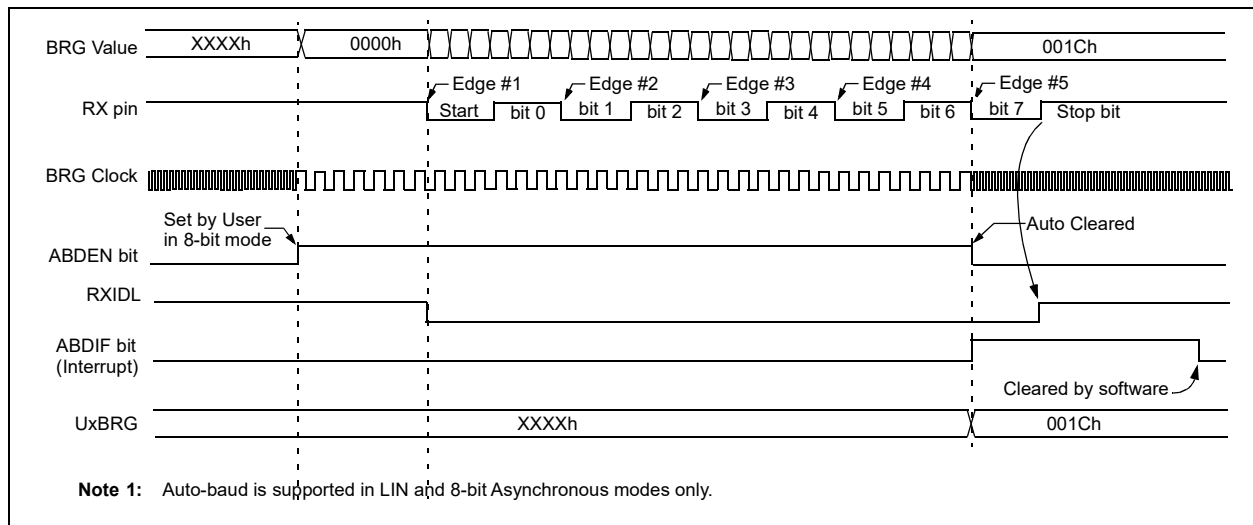 BRG Value XXXXh 0000h 001Ch
Edge #1 Edge #2 Edge #3 Edge #4 Edge #5
RX pin Start bit 0 bit 1 bit 2 bit 3 bit 4 bit 5 bit 6 bit 7 Stop bit
BRG Clock
Set by User
in 8-bit mode
Auto Cleared
ABDEN bit
RXIDL
ABDIF bit
(Interrupt)
Cleared by software
UxBRG XXXXh 001Ch
Note 1: Auto-baud is supported in LIN and 8-bit Asynchronous modes only.